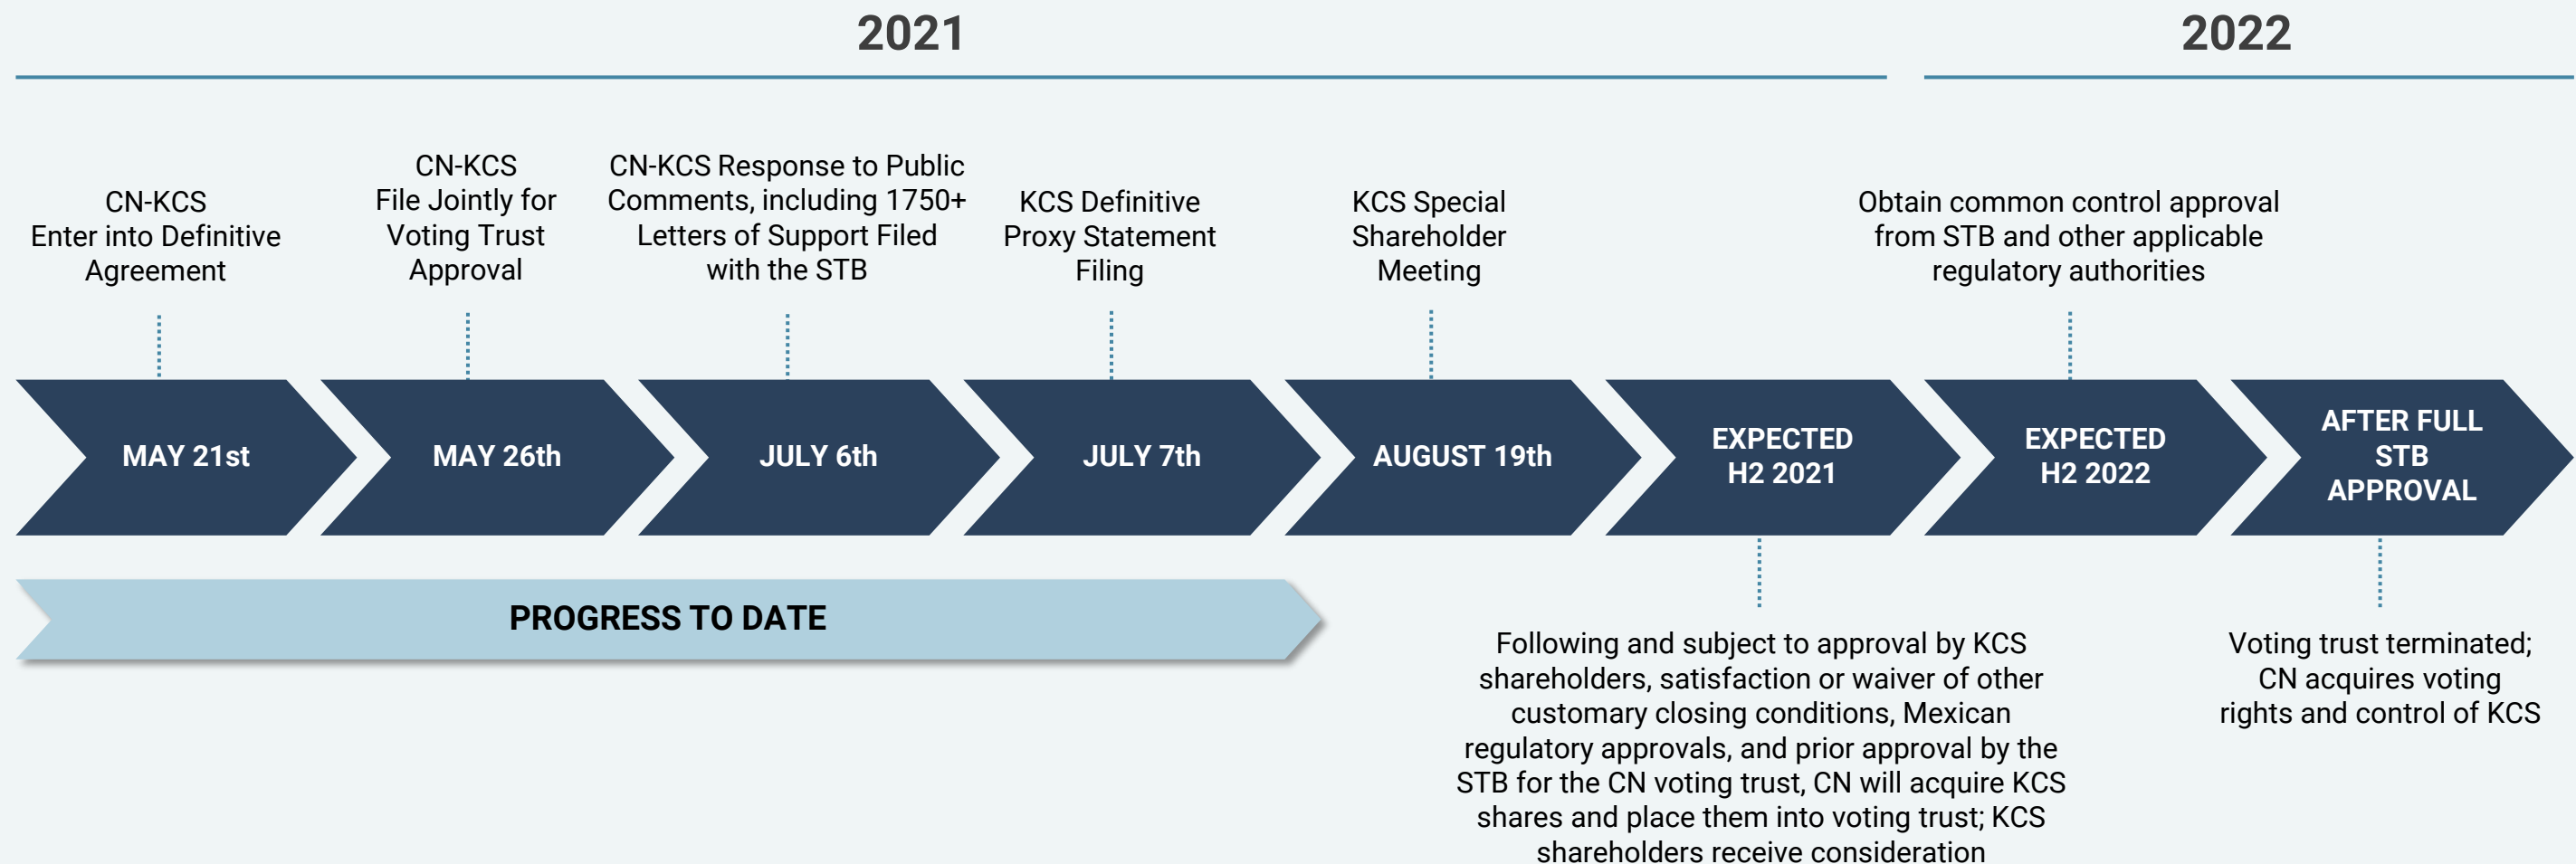 2021
2022
CN-KCS
Enter into Definitive
Agreement
CN-KCS
File Jointly for
Voting Trust
Approval
CN-KCS Response to Public
Comments, including 1750+
Letters of Support Filed
with the STB
KCS Definitive
Proxy Statement
Filing
KCS Special
Shareholder
Meeting
Obtain common control approval
from STB and other applicable
regulatory authorities
MAY 21st
MAY 26th
JULY 6th
JULY 7th
AUGUST 19th
EXPECTED
H2 2021
EXPECTED
H2 2022
AFTER FULL
STB
APPROVAL
PROGRESS TO DATE
Following and subject to approval by KCS
shareholders, satisfaction or waiver of other
customary closing conditions, Mexican
regulatory approvals, and prior approval by the
STB for the CN voting trust, CN will acquire KCS
shares and place them into voting trust; KCS
shareholders receive consideration
Voting trust terminated;
CN acquires voting
rights and control of KCS